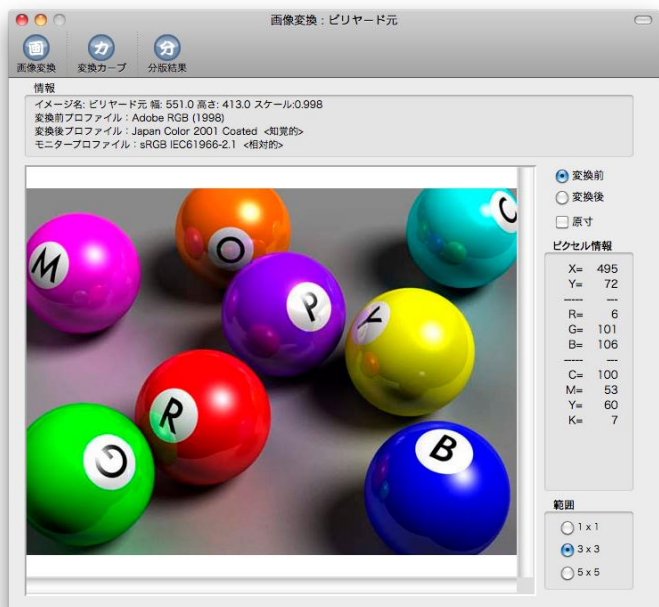 画像変換 : ビリヤード元
画 カ 分
画像変換 変換カーブ 分版結果
情報
イメージ名: ビリヤード元 幅: 551.0 高さ: 413.0 スケール:0.998
変換前プロファイル : Adobe RGB (1998)
変換後プロファイル : Japan Color 2001 Coated <知覚的>
モニタープロファイル : sRGB IEC61966-2.1 <相対的>
変換前
変換後
原寸
ピクセル情報
X= 495
Y= 72
----- ---
R= 6
G= 101
B= 106
----- ---
C= 100
M= 53
Y= 60
K= 7
範囲
1 x 1
3 x 3
5 x 5
M
O
C
P
Y
R
G
B